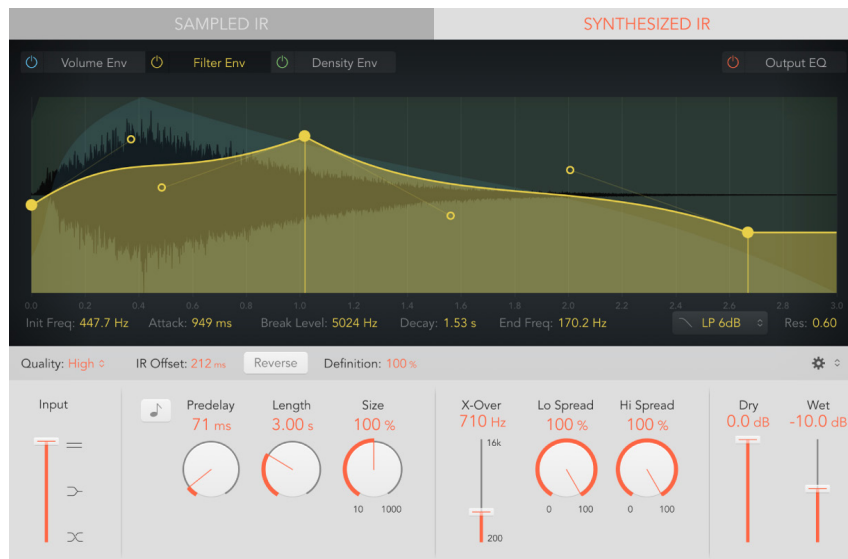 SAMPLED IR SYNTHESIZED IR
Volume Env Filter Env Density Env Output EQ
0.0 0.2 0.4 0.6 0.8 1.0 1.2 1.4 1.6 1.8 2.0 2.2 2.4 2.6 2.8 3.0
Init Freq: 447.7 Hz Attack: 949 ms Break Level: 5024 Hz Decay: 1.53 s End Freq: 170.2 Hz LP 6dB Res: 0.60
Quality: High IR Offset: 212 ms Reverse Definition: 100 %
Input Predelay Length Size X-Over Lo Spread Hi Spread Dry Wet
71 ms 3.00 s 100 % 710 Hz 100 % 100 % 0.0 dB -10.0 dB
16k
10 1000 0 100 0 100
200